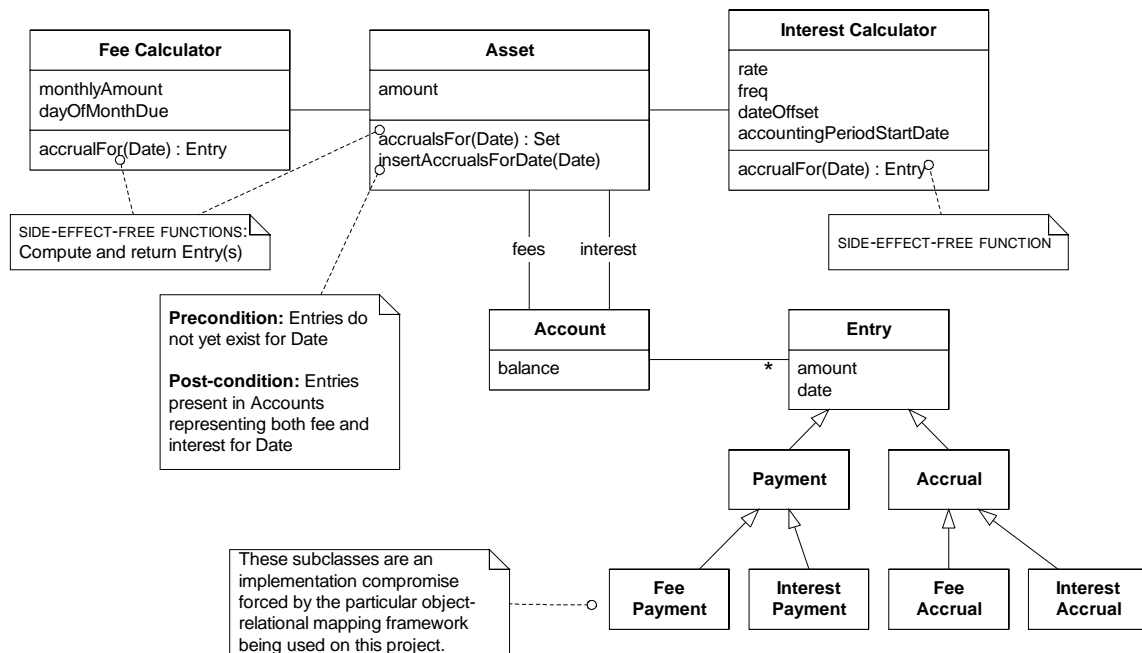 Fee Calculator
monthlyAmount
dayOfMonthDue
accrualFor(Date) : Entry
Asset
amount
accrualsFor(Date) : Set
insertAccrualsForDate(Date)
Interest Calculator
rate
freq
dateOffset
accountingPeriodStartDate
accrualFor(Date) : Entry
SIDE-EFFECT-FREE FUNCTIONS:
Compute and return Entry(s)
SIDE-EFFECT-FREE FUNCTION
fees
interest
Precondition: Entries do
not yet exist for Date
Post-condition: Entries
present in Accounts
representing both fee and
interest for Date
Account
balance
*
Entry
amount
date
Payment
Accrual
These subclasses are an
implementation compromise
forced by the particular object-
relational mapping framework
being used on this project.
Fee
Payment
Interest
Payment
Fee
Accrual
Interest
Accrual